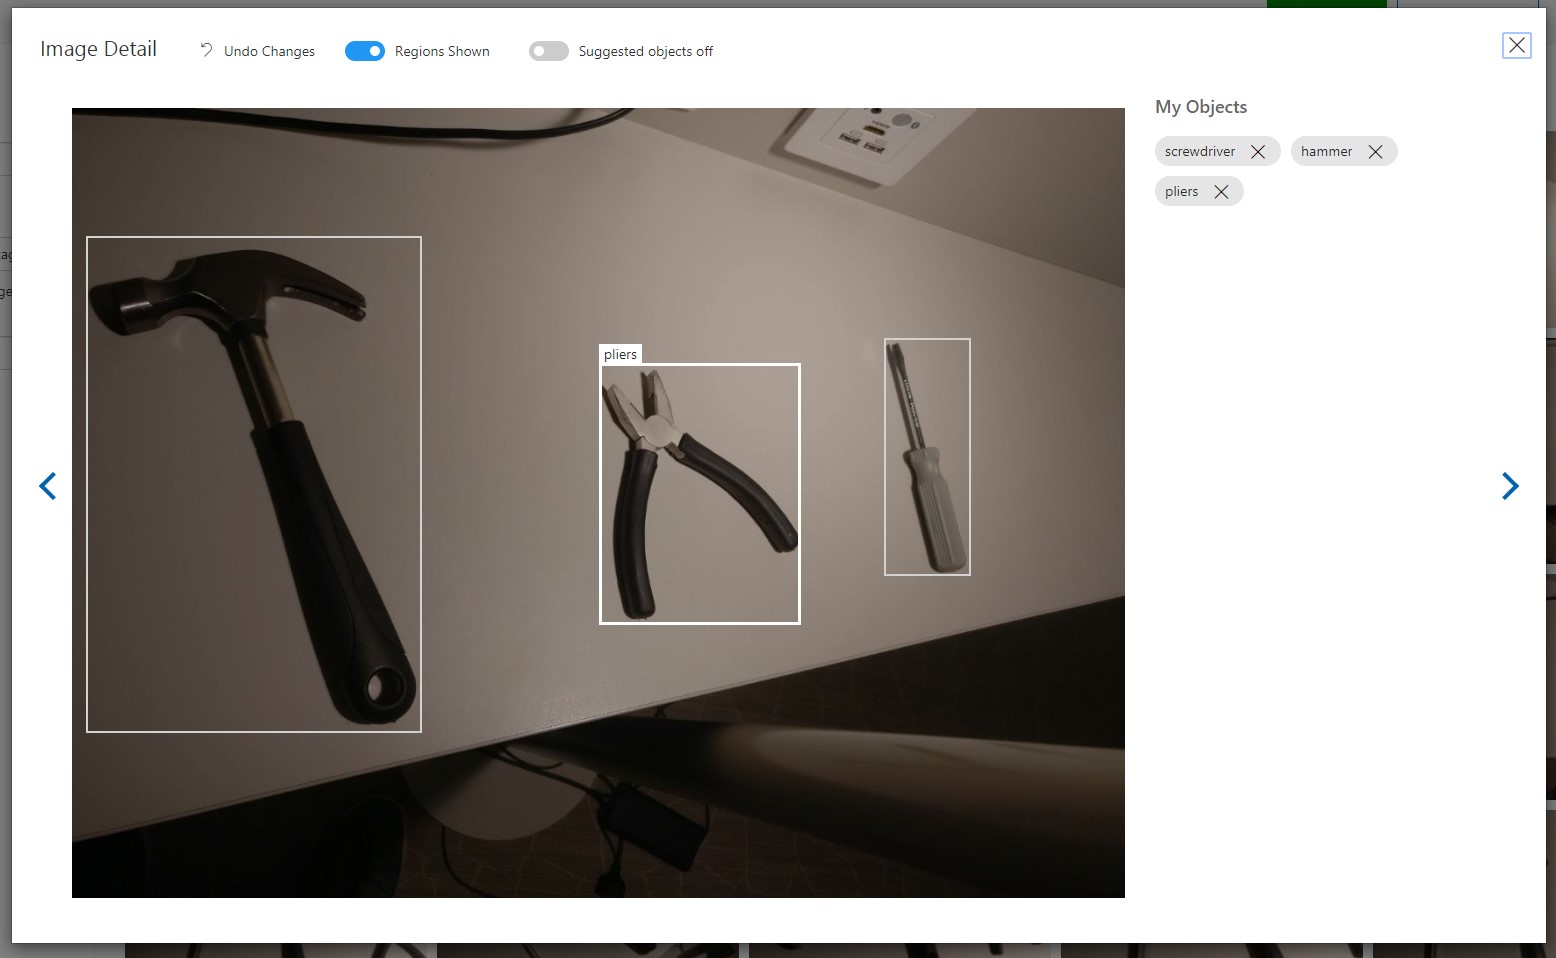 Image Detail
Undo Changes
Regions Shown
Suggested objects off
My Objects
screwdriver
hammer
pliers
pliers